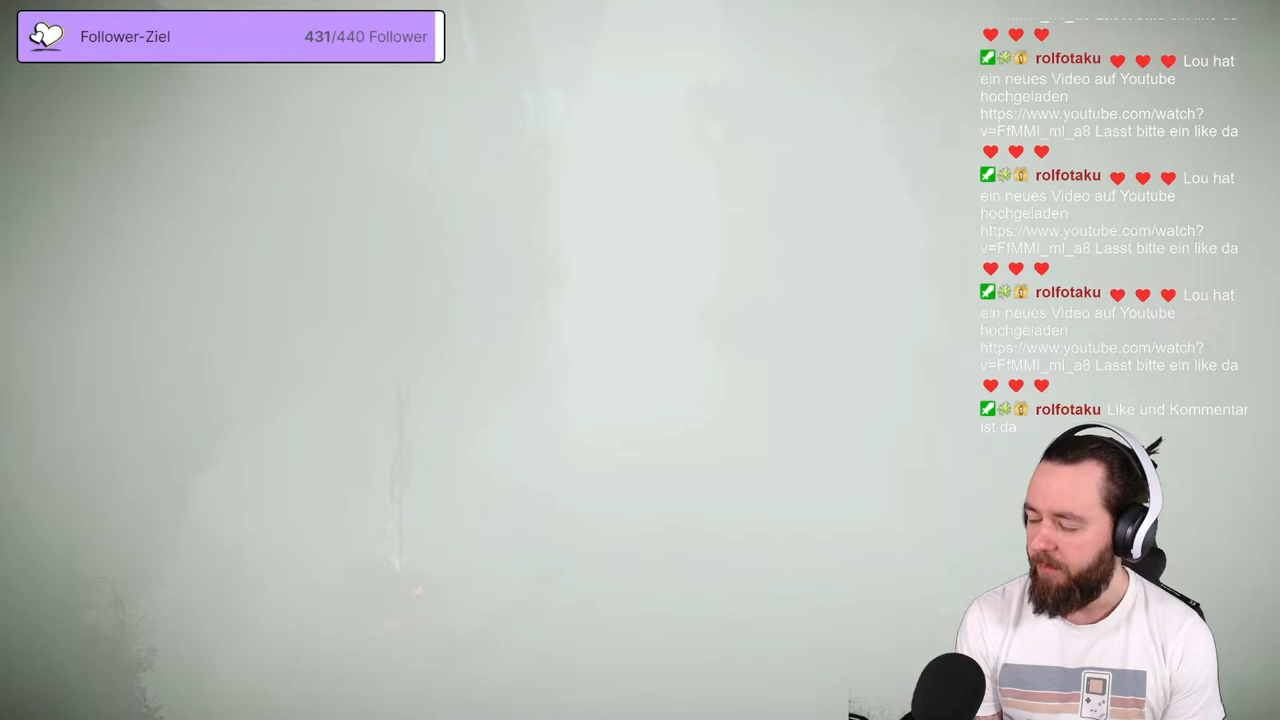 Follower-Ziel 431/440 Follower
rolfotaku ❤ ❤ ❤ Lou hat
ein neues Video auf Youtube
hochgeladen
https://www.youtube.com/watch?
v=FfMMI_ml_a8 Lasst bitte ein like da
❤ ❤ ❤
rolfotaku ❤ ❤ ❤ Lou hat
ein neues Video auf Youtube
hochgeladen
https://www.youtube.com/watch?
v=FfMMI_ml_a8 Lasst bitte ein like da
❤ ❤ ❤
rolfotaku ❤ ❤ ❤ Lou hat
ein neues Video auf Youtube
hochgeladen
https://www.youtube.com/watch?
v=FfMMI_ml_a8 Lasst bitte ein like da
❤ ❤ ❤
rolfotaku Like und Kommentar
ist da